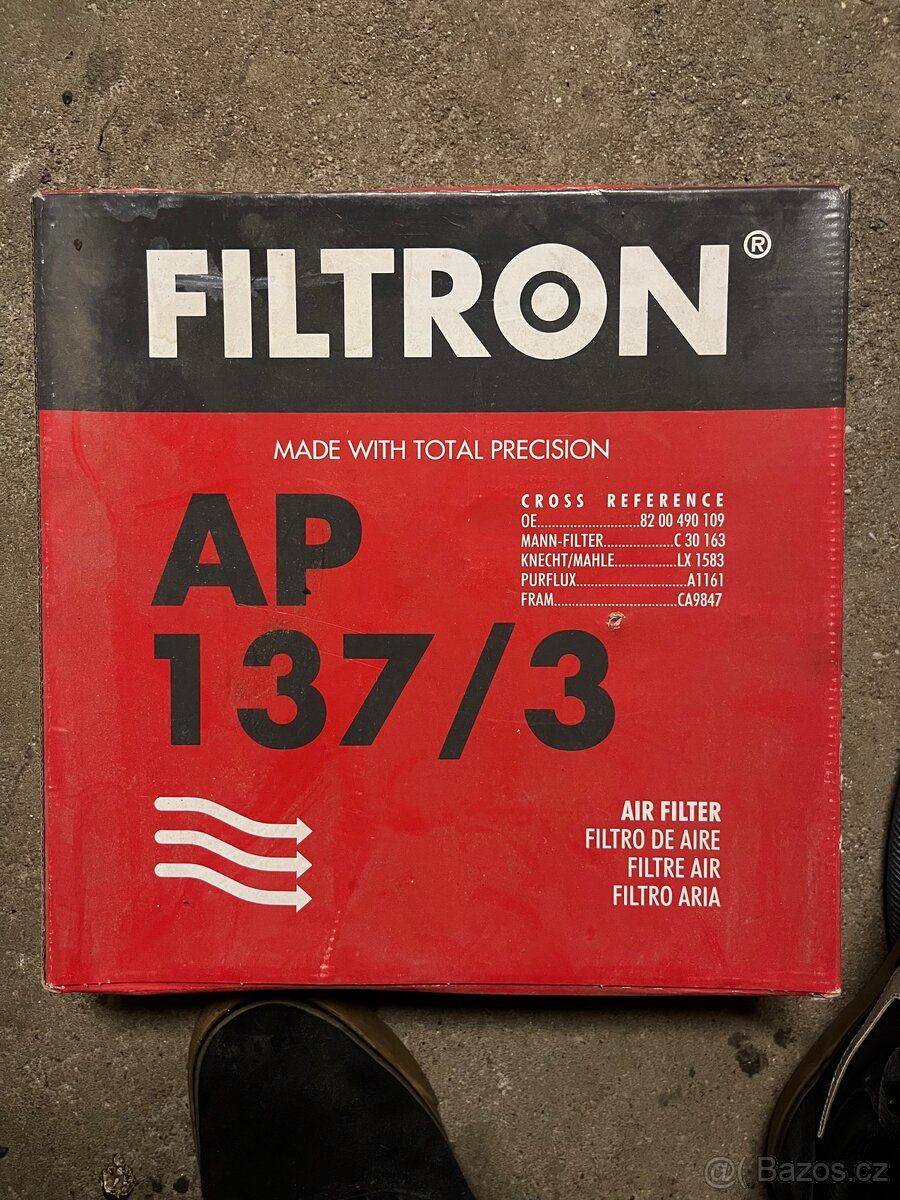 FILTRON®
MADE WITH TOTAL PRECISION
AP
137/3
CROSS REFERENCE
OE..........................82 00 490 109
MANN-FILTER...................C 30 163
KNECHT/MAHLE.................LX 1583
PURFLUX.............................A1161
FRAM.................................CA9847
AIR FILTER
FILTRO DE AIRE
FILTRE AIR
FILTRO ARIA
@( Bazos.cz